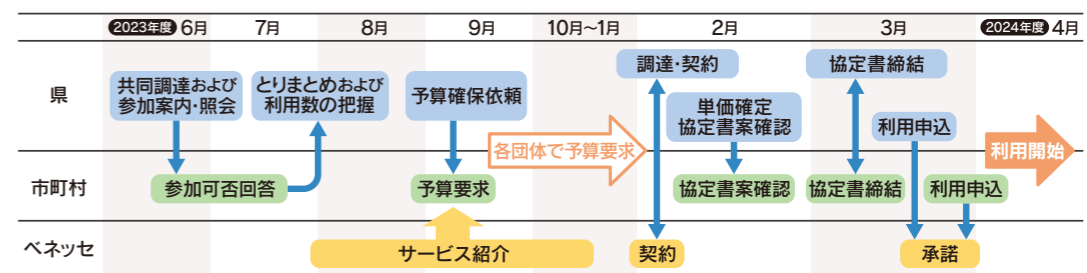 2023年度 6月 7月 8月 9月 10月〜1月 2月 3月 2024年度 4月
県
共同調達および
参加案内・照会
とりまとめおよび
利用数の把握
予算確保依頼
調達・契約
単価確定
協定書案確認
協定書締結
利用申込
各団体で予算要求
利用開始
市町村
参加可否回答
予算要求
協定書案確認
協定書締結
利用申込
ベネッセ
サービス紹介
契約
承諾